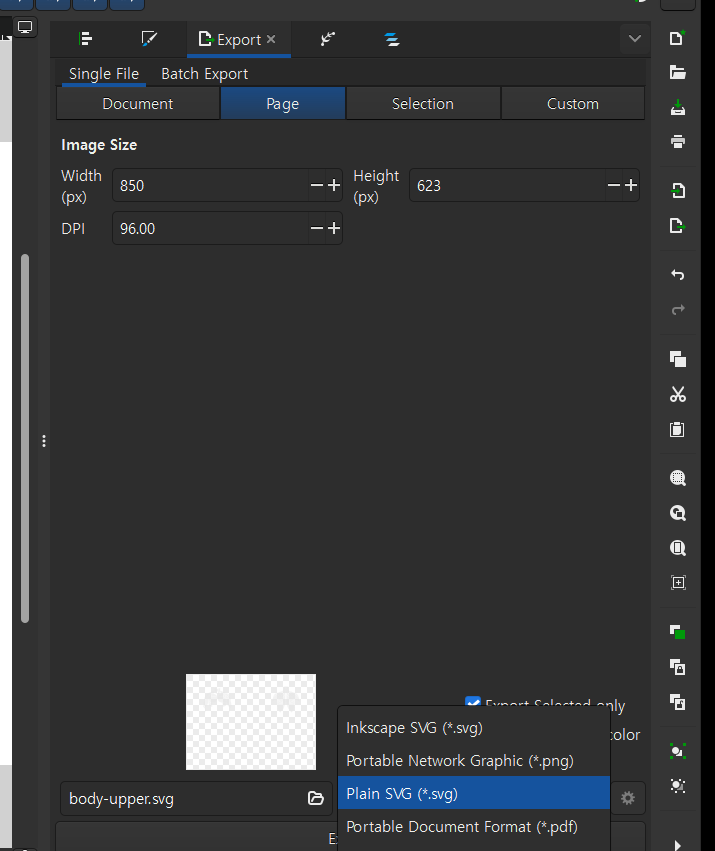 Export
Single File
Batch Export
Document
Page
Selection
Custom
Image Size
Width (px)
850
Height (px)
623
DPI
96.00
Export Selected only
color
Inkscape SVG (*.svg)
Portable Network Graphic (*.png)
Plain SVG (*.svg)
Portable Document Format (*.pdf)
body-upper.svg